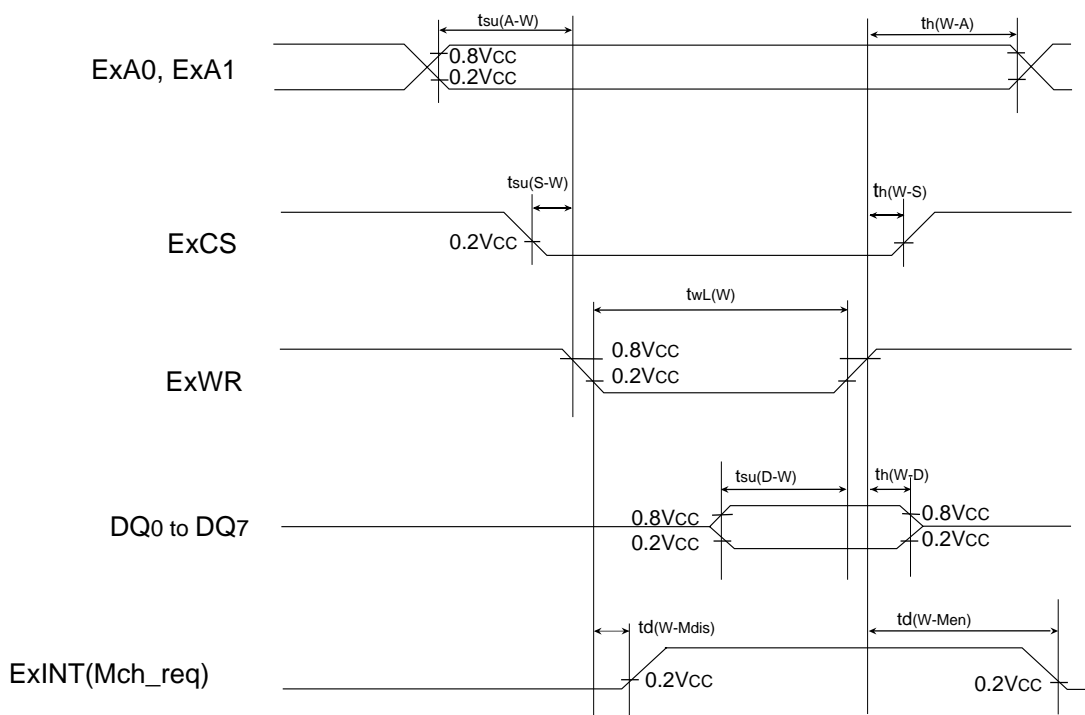 tsu(A-W)
th(W-A)
ExA0, ExA1
0.8VCC
0.2VCC
tsu(S-W)
th(W-S)
ExCS
0.2VCC
twL(W)
ExWR
0.8VCC
0.2VCC
tsu(D-W)
th(W-D)
DQ0 to DQ7
0.8VCC
0.8VCC
0.2VCC
0.2VCC
td(W-Mdis)
td(W-Men)
ExINT(Mch_req)
0.2VCC
0.2VCC